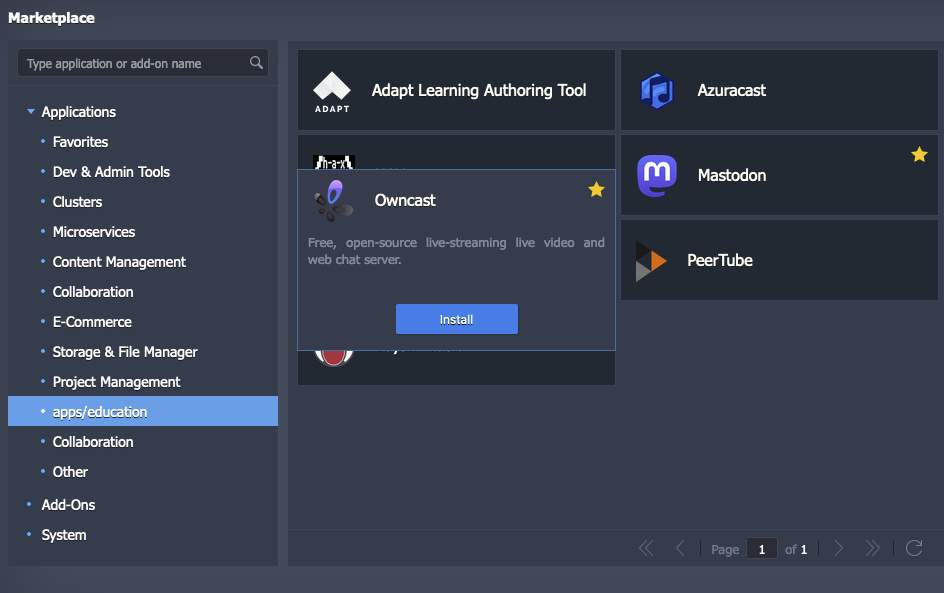 Marketplace
Type application or add-on name
Applications
Favorites
Dev & Admin Tools
Clusters
Microservices
Content Management
Collaboration
E-Commerce
Storage & File Manager
Project Management
apps/education
Collaboration
Other
Add-Ons
System
ADAPT
Adapt Learning Authoring Tool
Azuracast
h-a-x
Mastodon
Owncast
Free, open-source live-streaming live video and
web chat server.
Install
PeerTube
Page 1 of 1